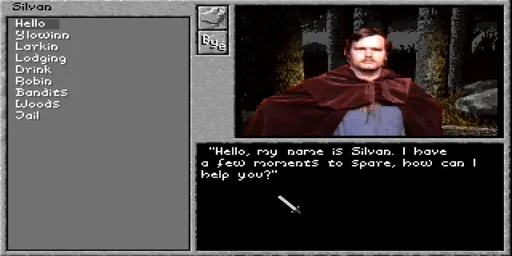 Silvan
Hello
Ylowinn
Larkin
Lodging
Drink
Robin
Bandits
Woods
Jail
Bye
"Hello, my name is Silvan. I have
a few moments to spare, how can I
help you?"